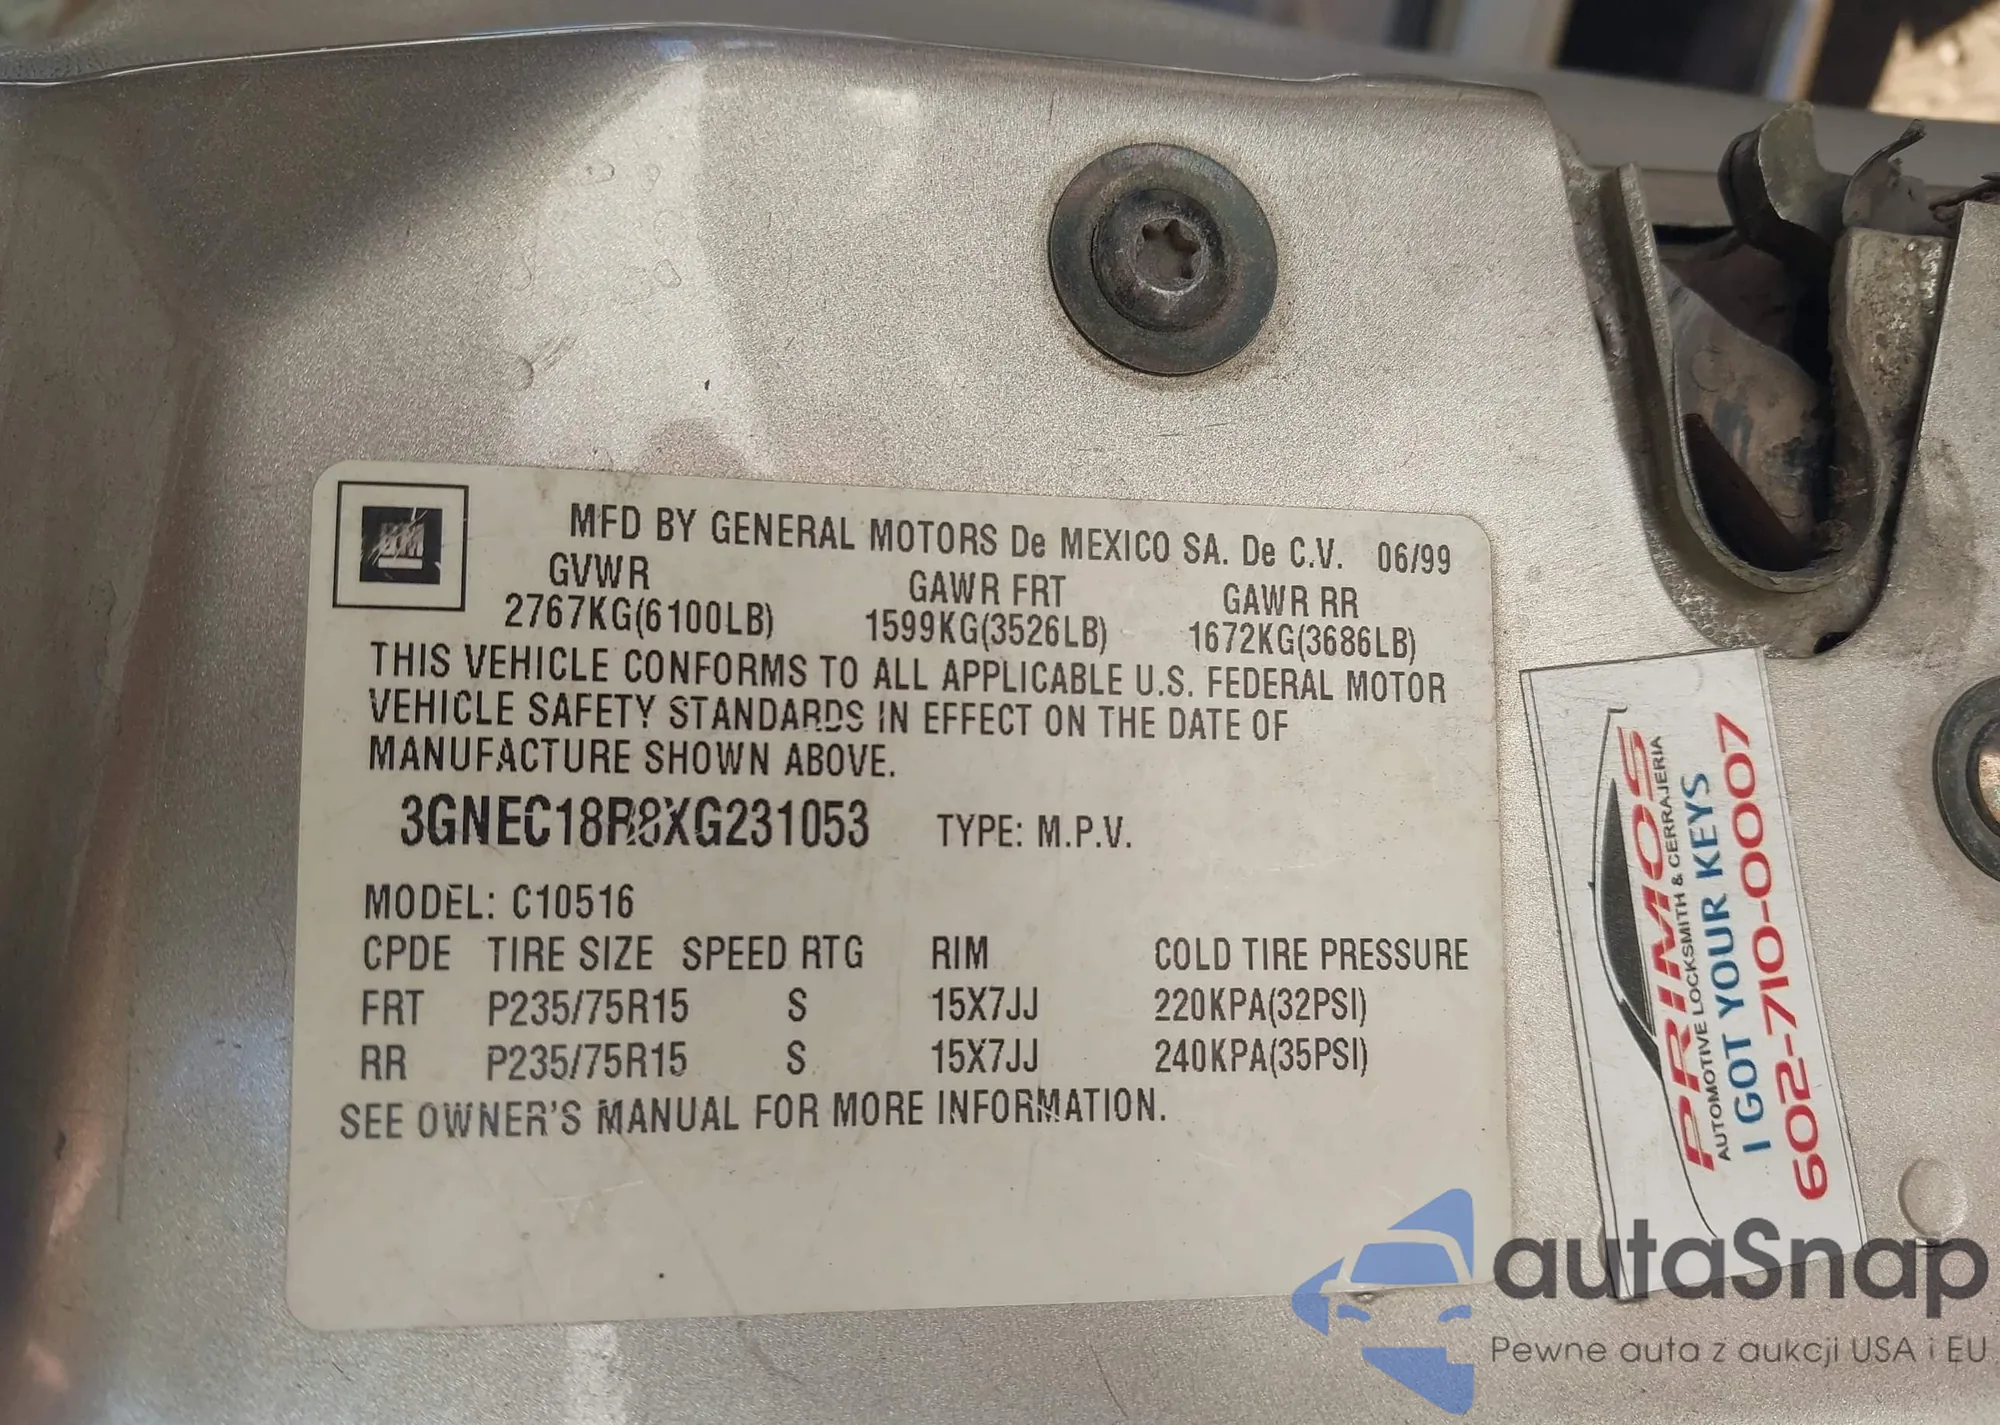 GM
MFD BY GENERAL MOTORS De MEXICO SA. De C.V. 06/99
GVWR GAWR FRT GAWR RR
2767KG(6100LB) 1599KG(3526LB) 1672KG(3686LB)
THIS VEHICLE CONFORMS TO ALL APPLICABLE U.S. FEDERAL MOTOR
VEHICLE SAFETY STANDARDS IN EFFECT ON THE DATE OF
MANUFACTURE SHOWN ABOVE.
3GNEC18R8XG231053 TYPE: M.P.V.
MODEL: C10516
CPDE TIRE SIZE SPEED RTG RIM COLD TIRE PRESSURE
FRT P235/75R15 S 15X7JJ 220KPA(32PSI)
RR P235/75R15 S 15X7JJ 240KPA(35PSI)
SEE OWNER'S MANUAL FOR MORE INFORMATION.
PRIMOS
AUTOMOTIVE LOCKSMITH & CERRAJERIA
I GOT YOUR KEYS
602-710-0007
autaSnap
Pewne auta z aukcji USA i EU